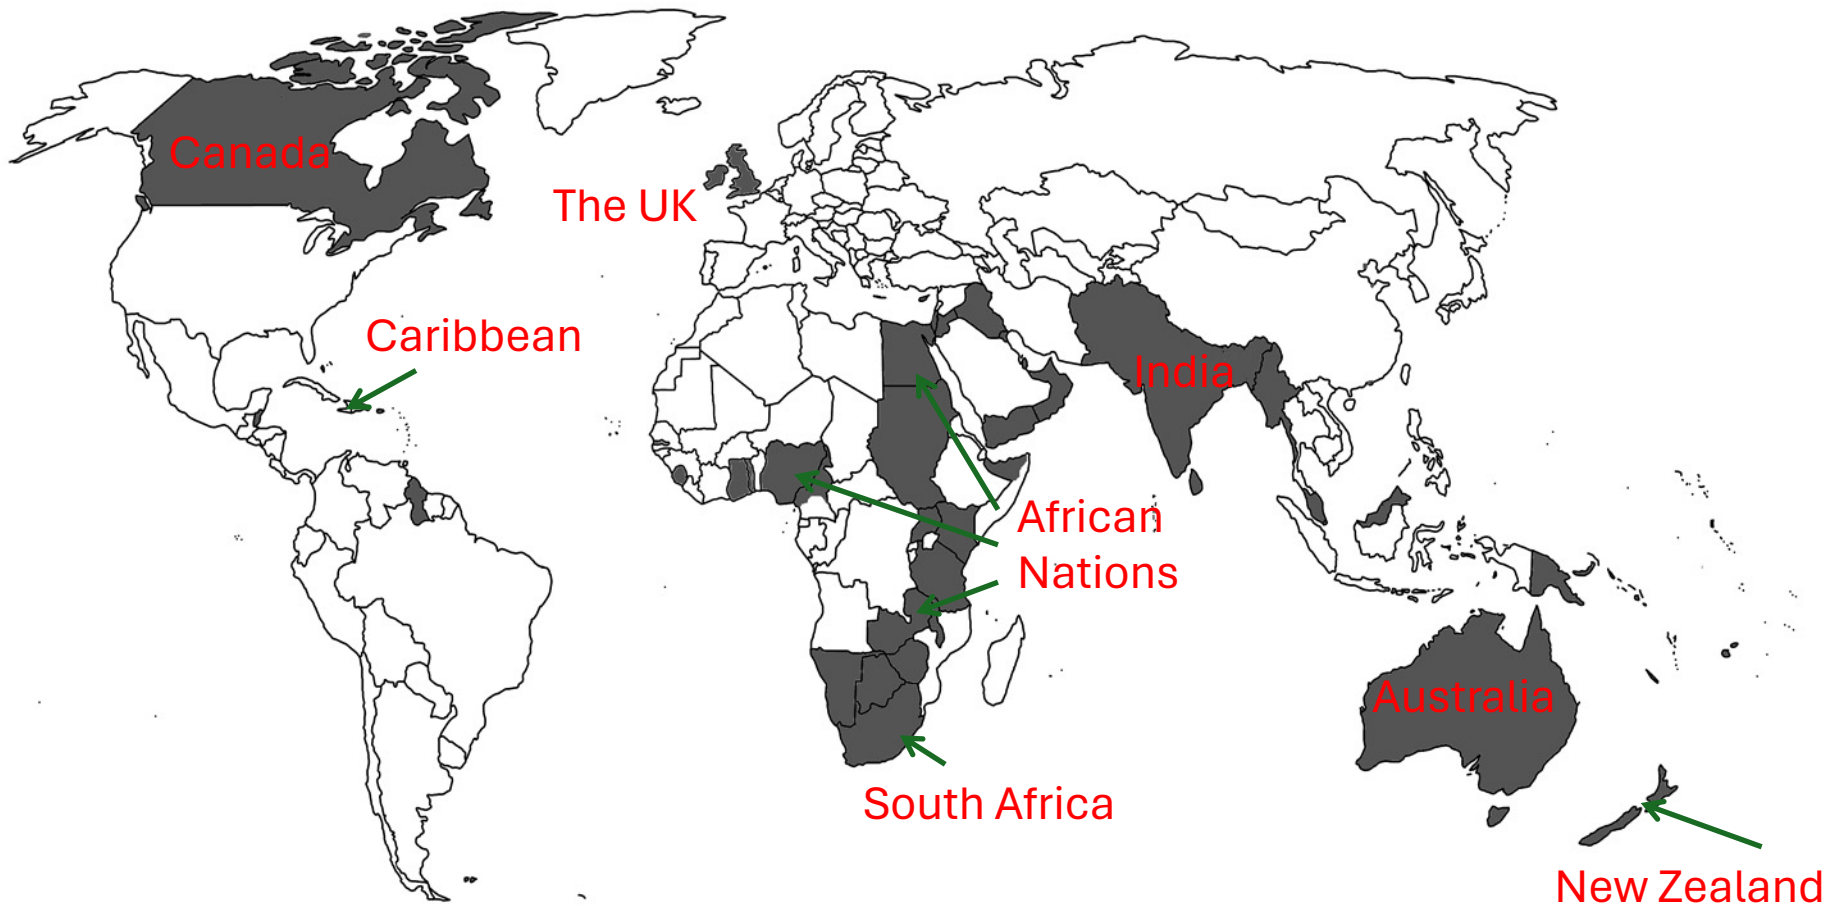 Canada
The UK
Caribbean
India
African
Nations
Australia
South Africa
New Zealand